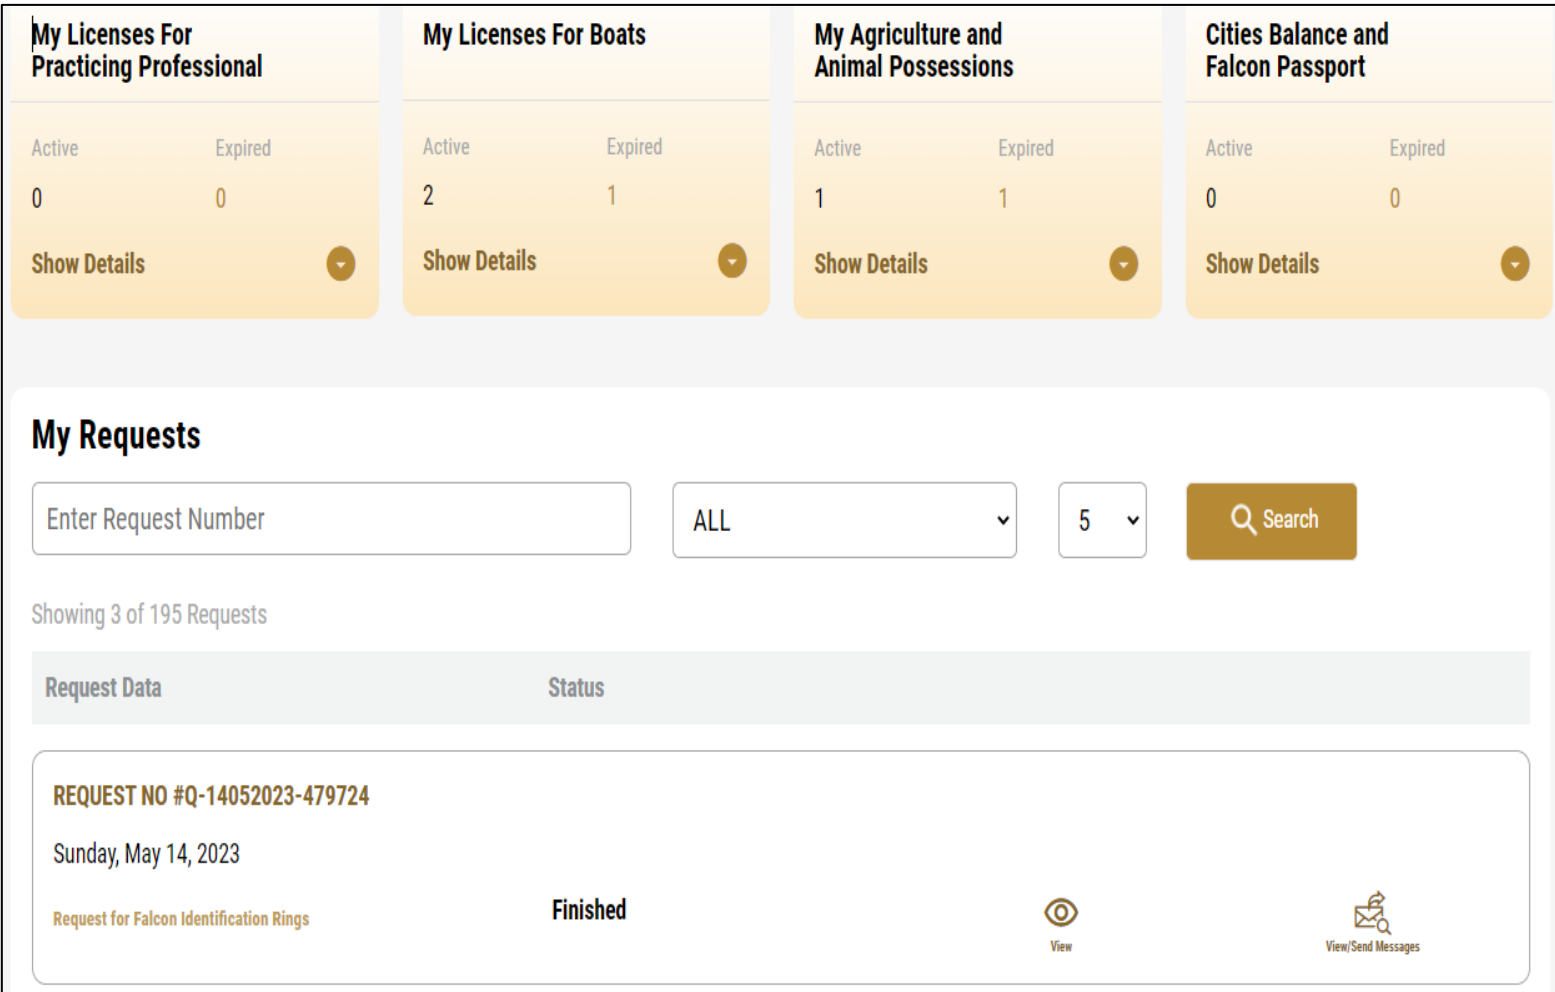 My Licenses For
Practicing Professional
Active Expired
0 0
Show Details
My Licenses For Boats
Active Expired
2 1
Show Details
My Agriculture and
Animal Possessions
Active Expired
1 1
Show Details
Cities Balance and
Falcon Passport
Active Expired
0 0
Show Details
My Requests
Enter Request Number ALL 5 Search
Showing 3 of 195 Requests
Request Data Status
REQUEST NO #Q-14052023-479724
Sunday, May 14, 2023
Request for Falcon Identification Rings Finished
View
View/Send Messages